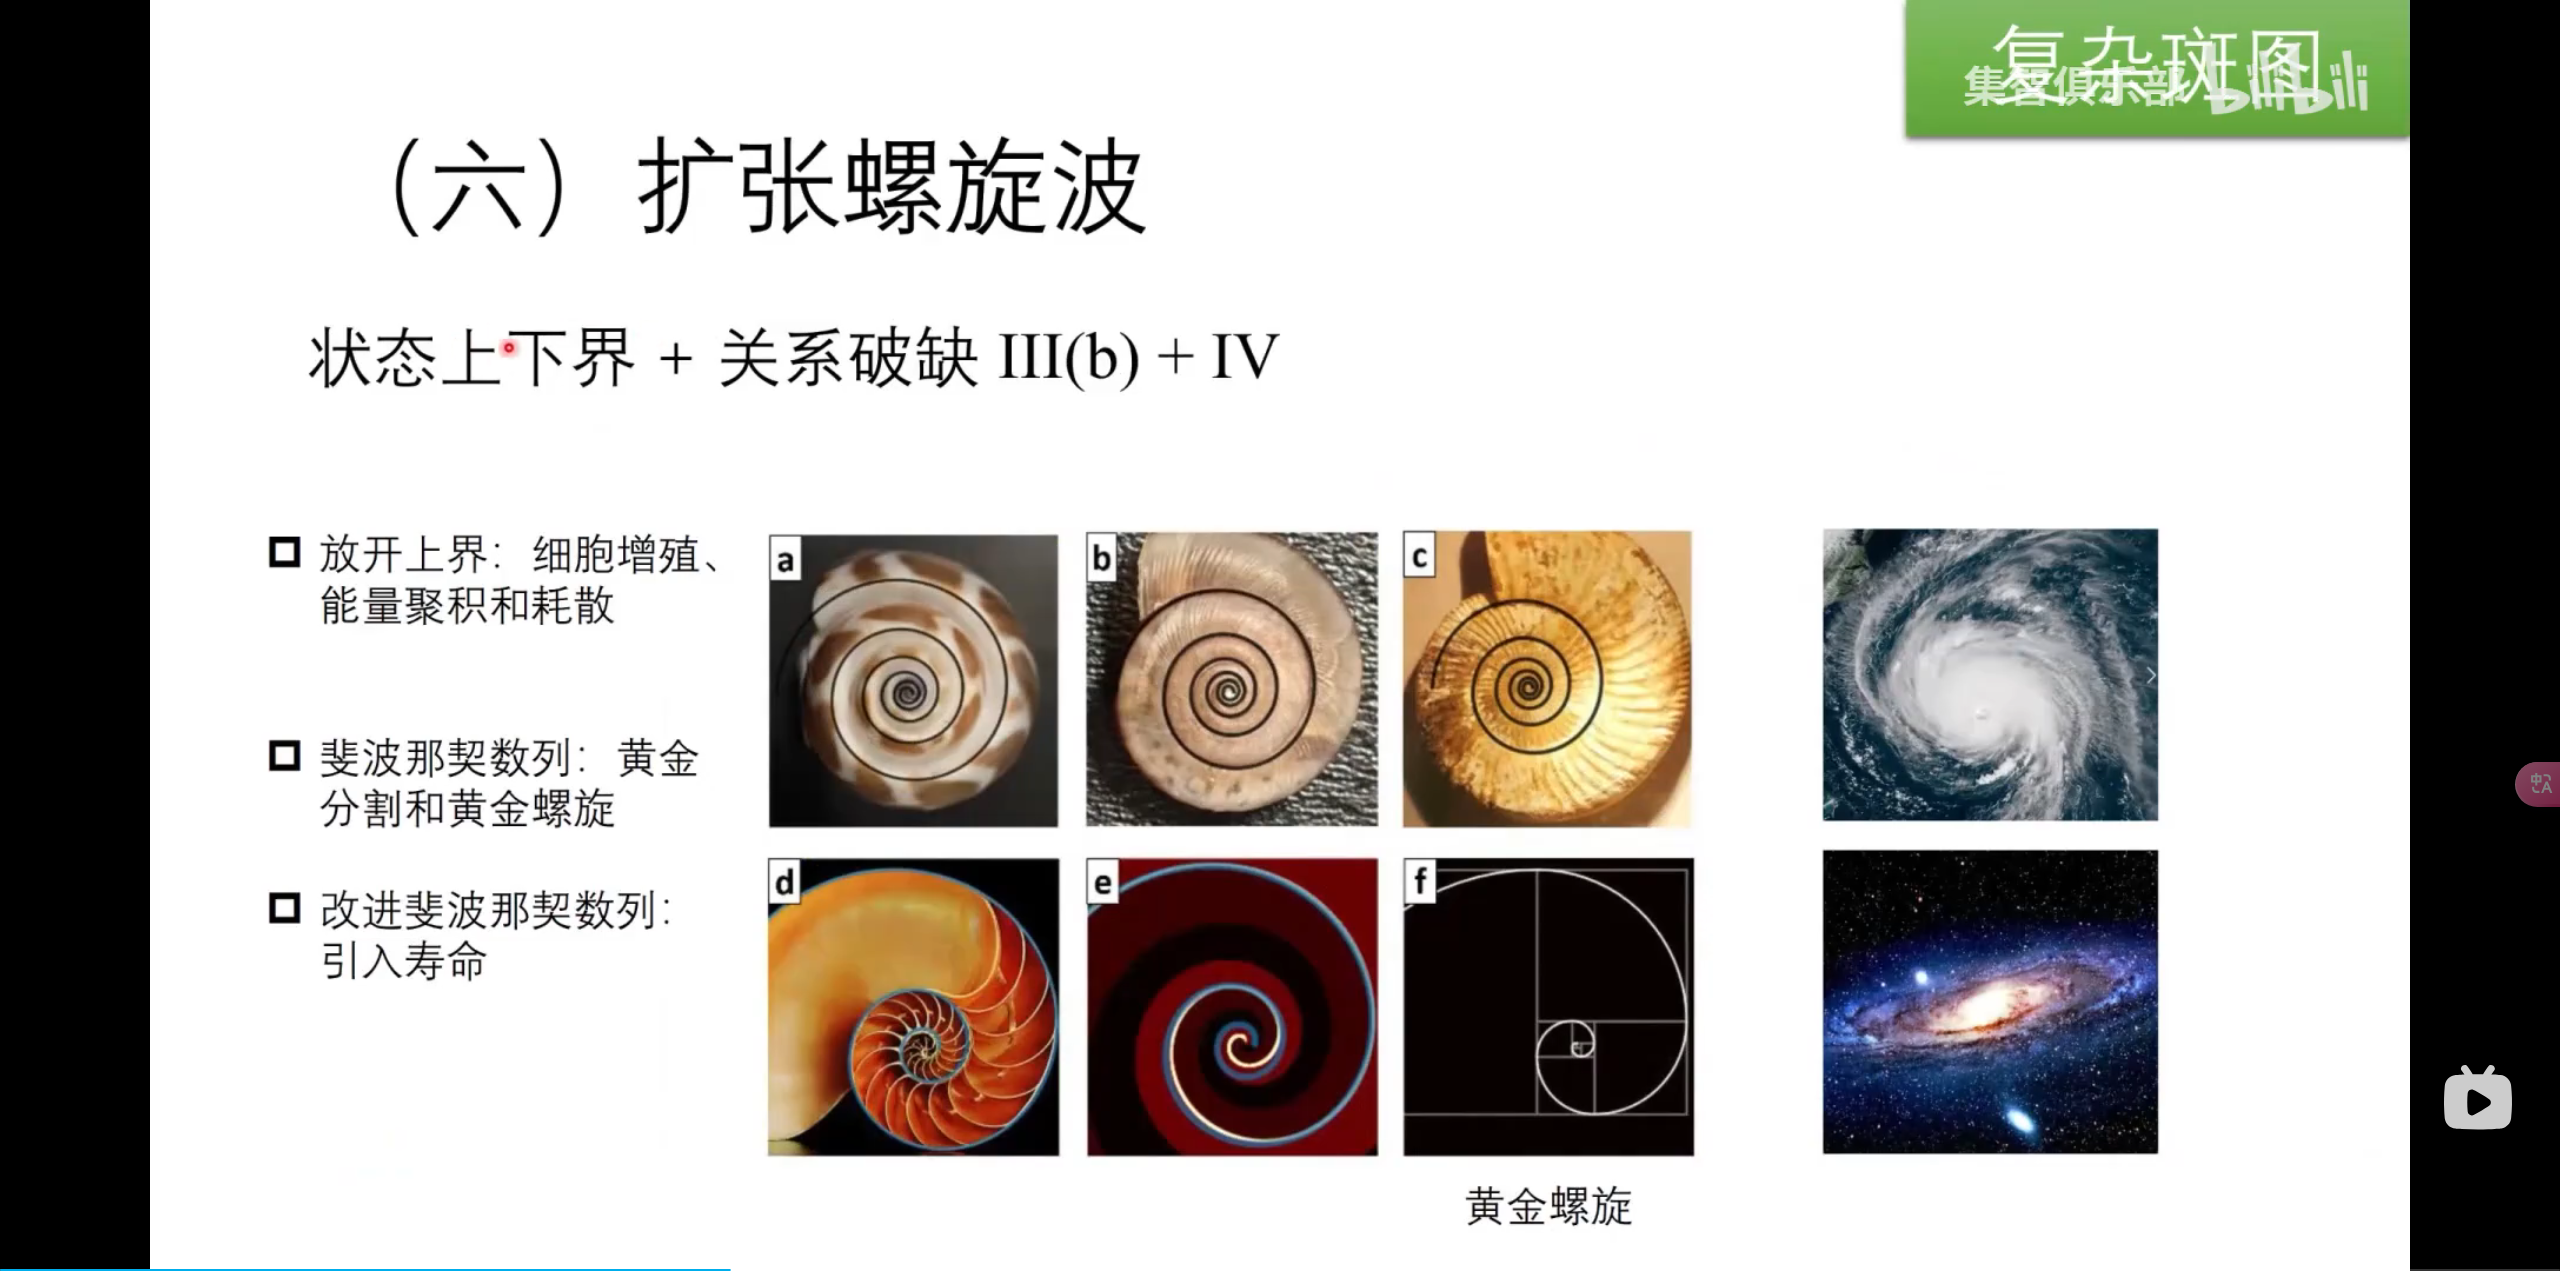 复杂斑图
集智俱乐部 bilibili
（六）扩张螺旋波
状态上下界 + 关系破缺 III(b) + IV
放开上界：细胞增殖、
能量聚积和耗散
斐波那契数列：黄金
分割和黄金螺旋
改进斐波那契数列：
引入寿命
a
b
c
d
e
f
黄金螺旋
中A